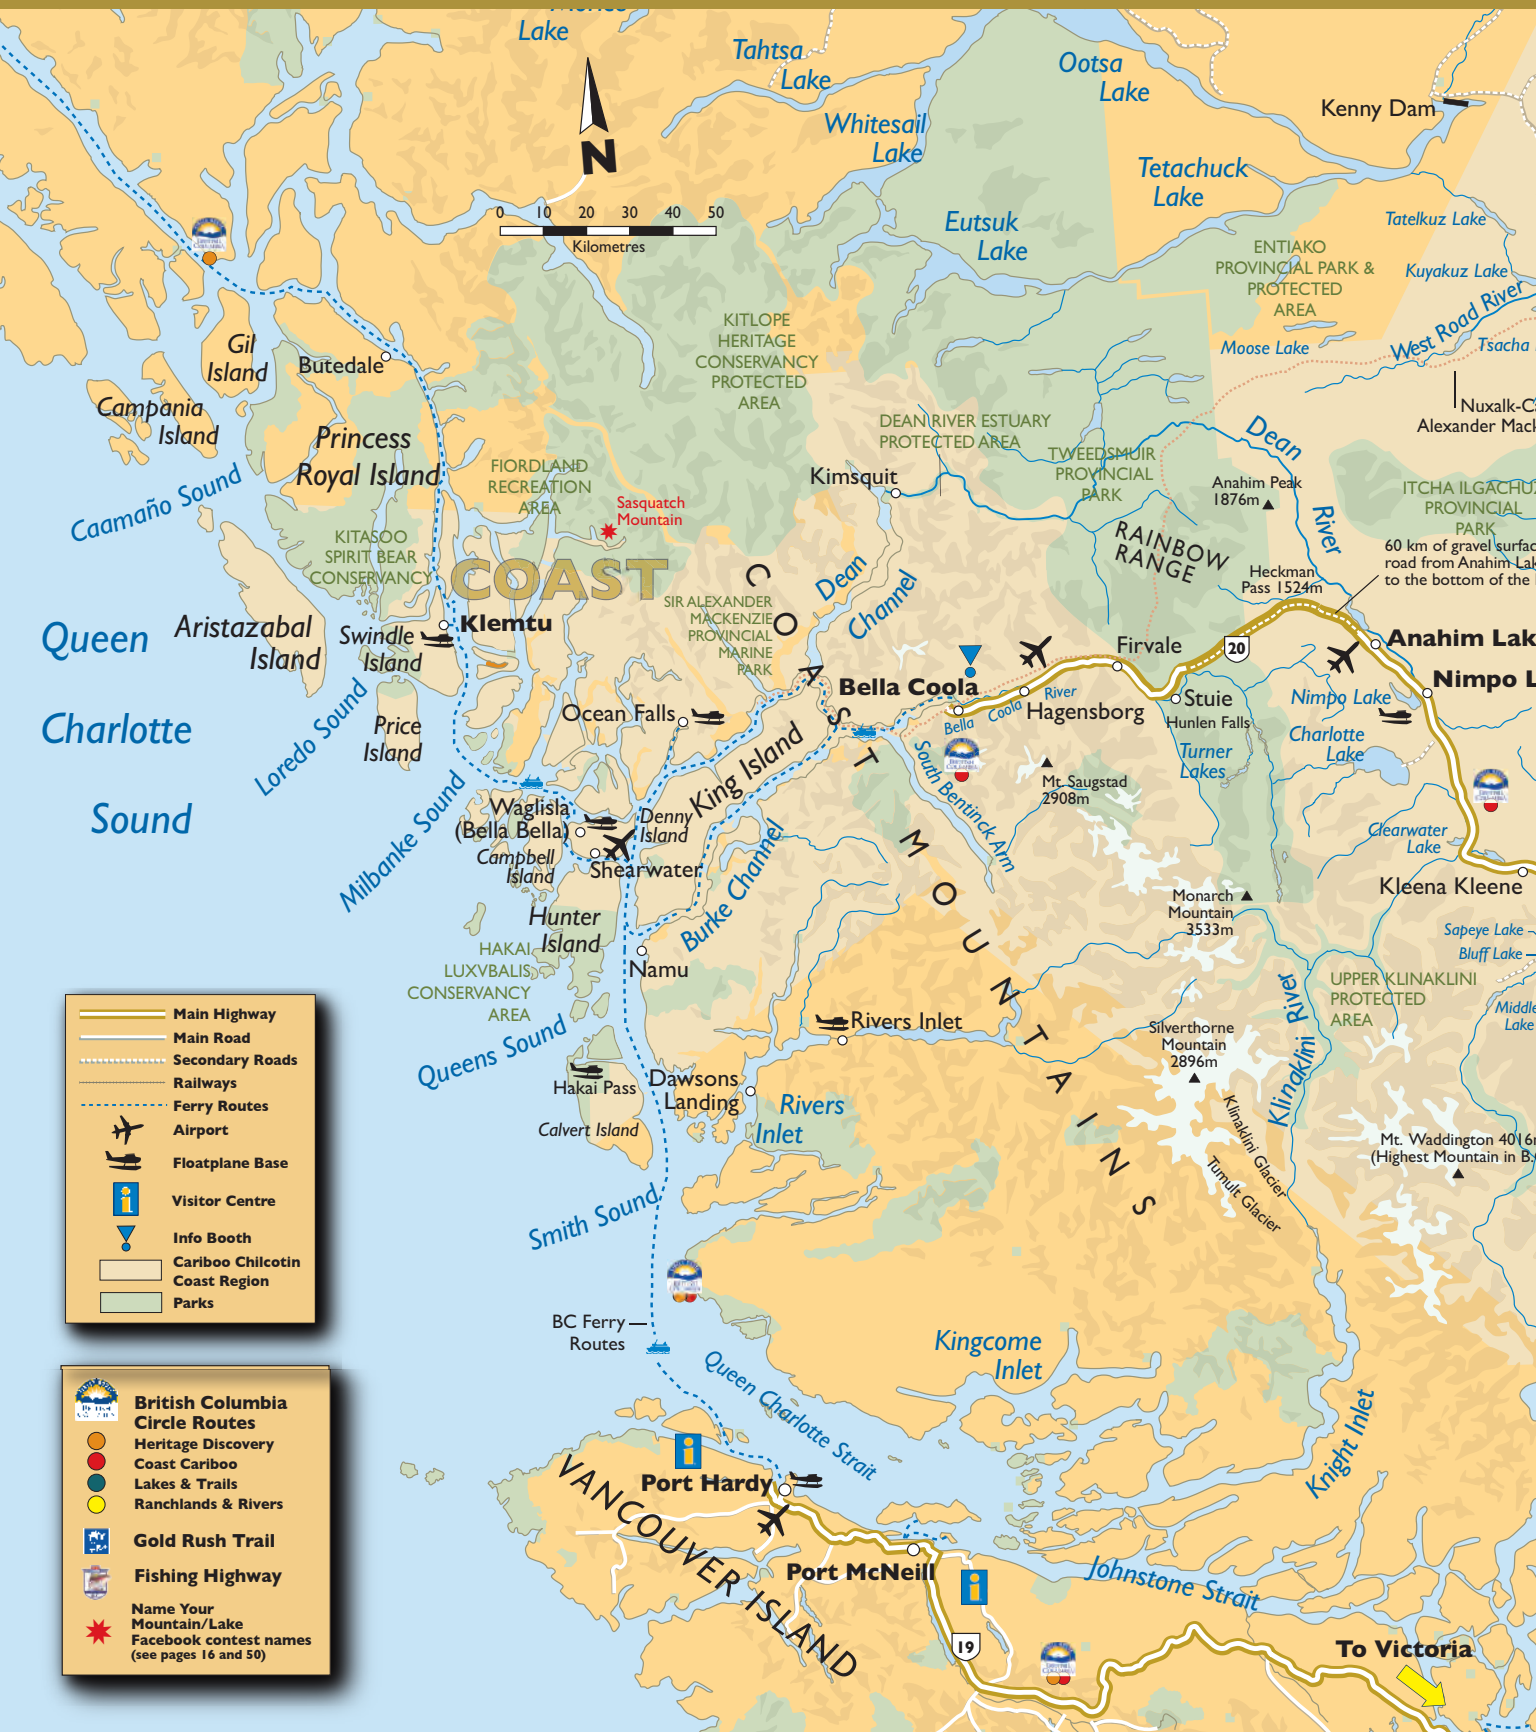 Lake
Tahtsa
Lake
Ootsa
Lake
Whitesail
Lake
Kenny Dam
Tetachuck
Lake
N
0 10 20 30 40 50
Kilometres
Eutsuk
Lake
Tatelkuz Lake
ENTIAKO
PROVINCIAL PARK &
PROTECTED
AREA
Kuyakuz Lake
West Road River
Moose Lake
Tsacha
Gil
Island
Butedale
KITLOPE
HERITAGE
CONSERVANCY
PROTECTED
AREA
Campania
Island
Princess
Royal Island
Nuxalk-C
Alexander Mack
DEAN RIVER ESTUARY
PROTECTED AREA
Dean
River
TWEEDSMUIR
PROVINCIAL
PARK
Kimsquit
FIORDLAND
RECREATION
AREA
Sasquatch
Mountain
Caamaño Sound
Anahim Peak
1876m
ITCHA ILGACHUZ
PROVINCIAL
PARK
KITASOO
SPIRIT BEAR
CONSERVANCY
COAST
RAINBOW
RANGE
60 km of gravel surfac
road from Anahim Lak
to the bottom of the
Heckman
Pass 1524m
Dean
Channel
SIR ALEXANDER
MACKENZIE
PROVINCIAL
MARINE
PARK
COAST MOUNTAINS
Queen
Charlotte
Sound
Aristazabal
Island
Swindle
Island
Klemtu
Firvale
20
Anahim Lak
Nimpo L
Bella Coola
Bella Coola River
Hagensborg
Stuie
Hunlen Falls
Nimpo Lake
Ocean Falls
Price
Island
Loredo Sound
Charlotte
Lake
Turner
Lakes
King Island
South Bentinck Arm
Mt. Saugstad
2908m
Milbanke Sound
Waglisla
(Bella Bella)
Denny
Island
Campbell
Island
Shearwater
Burke Channel
Clearwater
Lake
Kleena Kleene
Hunter
Island
Monarch
Mountain
3533m
Sapeye Lake
Bluff Lake
HAKAI
LUXVBALIS
CONSERVANCY
AREA
Namu
UPPER KLINAKLINI
PROTECTED
AREA
Klinaklini River
Middle
Lake
Rivers Inlet
Silverthorne
Mountain
2896m
Queens Sound
Hakai Pass
Dawsons
Landing
Rivers
Inlet
Calvert Island
Klinaklini Glacier
Tumult Glacier
Mt. Waddington 4016m
(Highest Mountain in B.
Smith Sound
Main Highway
Main Road
Secondary Roads
Railways
Ferry Routes
Airport
Floatplane Base
Visitor Centre
Info Booth
Cariboo Chilcotin
Coast Region
Parks
BC Ferry
Routes
Kingcome
Inlet
Queen Charlotte Strait
Knight Inlet
British Columbia
Circle Routes
Heritage Discovery
Coast Cariboo
Lakes & Trails
Ranchlands & Rivers
Gold Rush Trail
Fishing Highway
Name Your
Mountain/Lake
Facebook contest names
(see pages 16 and 50)
Port Hardy
VANCOUVER ISLAND
Port McNeill
Johnstone Strait
19
To Victoria